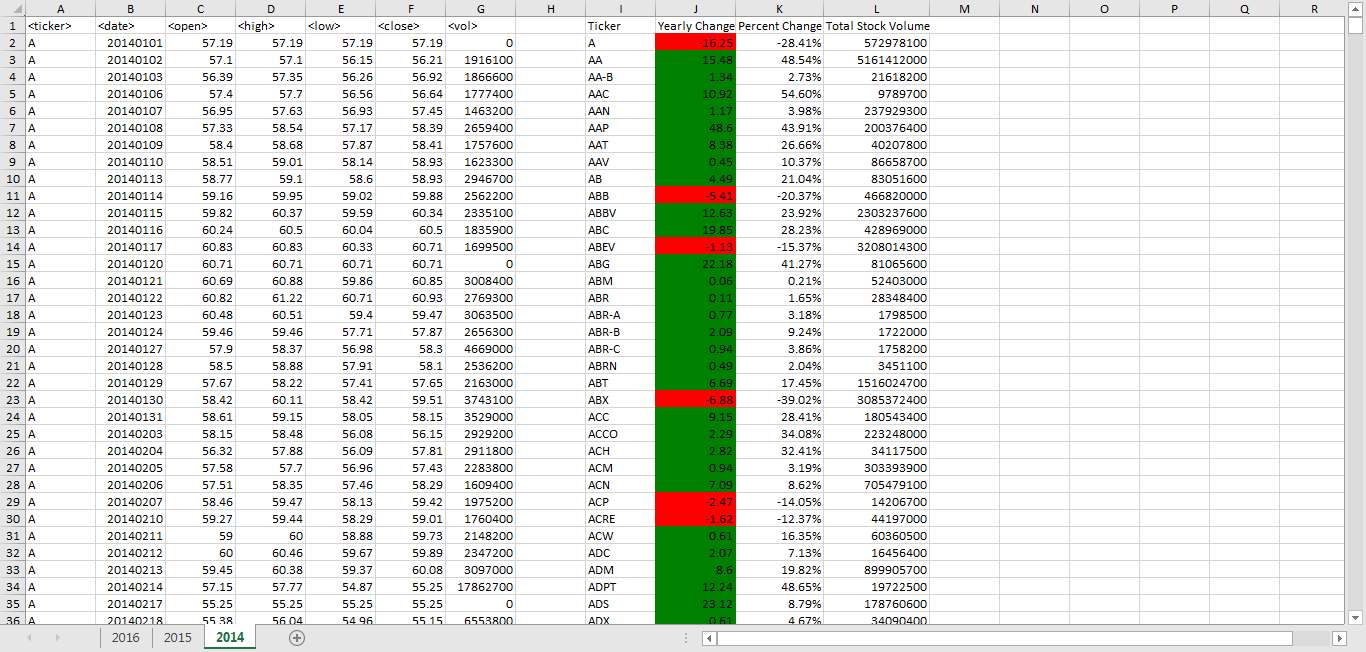 A B C D E F G H I J K L M N O P Q R
1 <ticker> <date> <open> <high> <low> <close> <vol> Ticker Yearly Change Percent Change Total Stock Volume
2 A 20140101 57.19 57.19 57.19 57.19 0 A -16.25 -28.41% 572978100
3 A 20140102 57.1 57.1 56.15 56.21 1916100 AA 15.48 48.54% 5161412000
4 A 20140103 56.39 57.35 56.26 56.92 1866600 AA-B 1.34 2.73% 21618200
5 A 20140106 57.4 57.7 56.56 56.64 1777400 AAC 10.92 54.60% 9789700
6 A 20140107 56.95 57.63 56.93 57.45 1463200 AAN 1.17 3.98% 237929300
7 A 20140108 57.33 58.54 57.17 58.39 2659400 AAP 48.6 43.91% 200376400
8 A 20140109 58.4 58.68 57.87 58.41 1757600 AAT 8.38 26.66% 40207800
9 A 20140110 58.51 59.01 58.14 58.93 1623300 AAV 0.45 10.37% 86658700
10 A 20140113 58.77 59.1 58.6 58.93 2946700 AB 4.49 21.04% 83051600
11 A 20140114 59.16 59.95 59.02 59.88 2562200 ABB -5.41 -20.37% 466820000
12 A 20140115 59.82 60.37 59.59 60.34 2335100 ABBV 12.63 23.92% 2303237600
13 A 20140116 60.24 60.5 60.04 60.5 1835900 ABC 19.85 28.23% 428969000
14 A 20140117 60.83 60.83 60.33 60.71 1699500 ABEV -1.13 -15.37% 3208014300
15 A 20140120 60.71 60.71 60.71 60.71 0 ABG 22.18 41.27% 81065600
16 A 20140121 60.69 60.88 59.86 60.85 3008400 ABM 0.06 0.21% 52403000
17 A 20140122 60.82 61.22 60.71 60.93 2769300 ABR 0.11 1.65% 28348400
18 A 20140123 60.48 60.51 59.4 59.47 3063500 ABR-A 0.77 3.18% 1798500
19 A 20140124 59.46 59.46 57.71 57.87 2656300 ABR-B 2.09 9.24% 1722000
20 A 20140127 57.9 58.37 56.98 58.3 4669000 ABR-C 0.94 3.86% 1758200
21 A 20140128 58.5 58.88 57.91 58.1 2536200 ABRN 0.49 2.04% 3451100
22 A 20140129 57.67 58.22 57.41 57.65 2163000 ABT 6.69 17.45% 1516024700
23 A 20140130 58.42 60.11 58.42 59.51 3743100 ABX -6.88 -39.02% 3085372400
24 A 20140131 58.61 59.15 58.05 58.15 3529000 ACC 9.15 28.41% 180543400
25 A 20140203 58.15 58.48 56.08 56.15 2929200 ACCO 2.29 34.08% 223248000
26 A 20140204 56.32 57.88 56.09 57.81 2911800 ACH 2.82 32.41% 34117500
27 A 20140205 57.58 57.7 56.96 57.43 2283800 ACM 0.94 3.19% 303393900
28 A 20140206 57.51 58.35 57.46 58.29 1609400 ACN 7.09 8.62% 705479100
29 A 20140207 58.46 59.47 58.13 59.42 1975200 ACP -2.47 -14.05% 14206700
30 A 20140210 59.27 59.44 58.29 59.01 1760400 ACRE -1.62 -12.37% 44197000
31 A 20140211 59 60 58.88 59.73 2148200 ACW 0.61 16.35% 60360500
32 A 20140212 60 60.46 59.67 59.89 2347200 ADC 2.07 7.13% 16456400
33 A 20140213 59.45 60.38 59.37 60.08 3097000 ADM 8.6 19.82% 899905700
34 A 20140214 57.15 57.77 54.87 55.25 17862700 ADPT 12.24 48.65% 19722500
35 A 20140217 55.25 55.25 55.25 55.25 0 ADS 23.12 8.79% 178760600
36 A 20140218 55.38 56.04 54.96 55.15 6553800 ADX 0.61 4.67% 34090400
2016 2015 2014